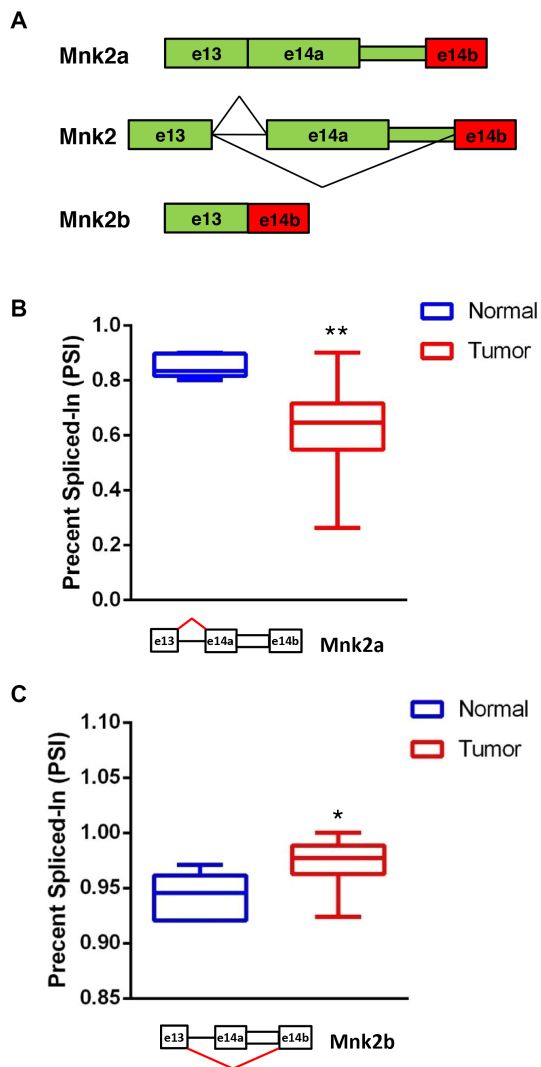 A
Mnk2a
e13 e14a e14b
Mnk2
e13 e14a e14b
Mnk2b
e13 e14b
B
Normal
Tumor
Precent Spliced-In (PSI)
1.0
0.8
0.6
0.4
0.2
0.0
**
e13 e14a e14b
Mnk2a
C
Normal
Tumor
Precent Spliced-In (PSI)
1.10
1.05
1.00
0.95
0.90
0.85
*
e13 e14a e14b
Mnk2b